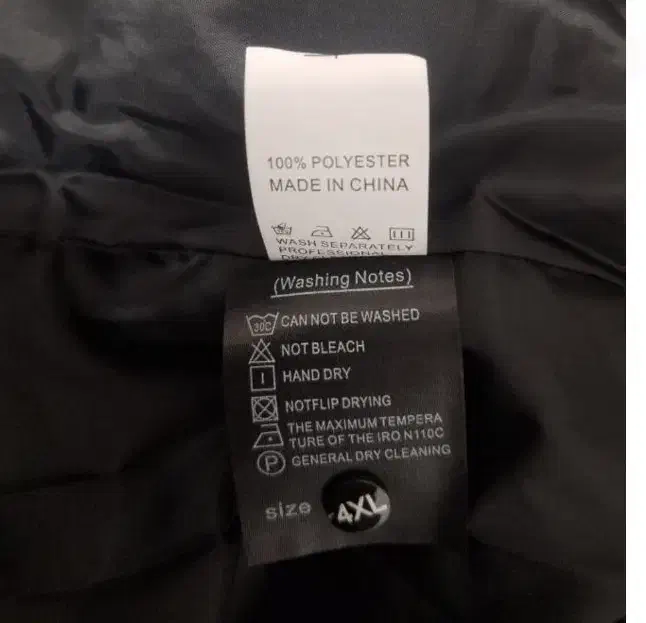 100% POLYESTER
MADE IN CHINA
WASH SEPARATELY
PROFESSIONAL
(Washing Notes)
30C CAN NOT BE WASHED
NOT BLEACH
HAND DRY
NOTFLIP DRYING
THE MAXIMUM TEMPERA
TURE OF THE IRO N110C
P GENERAL DRY CLEANING
size 4XL